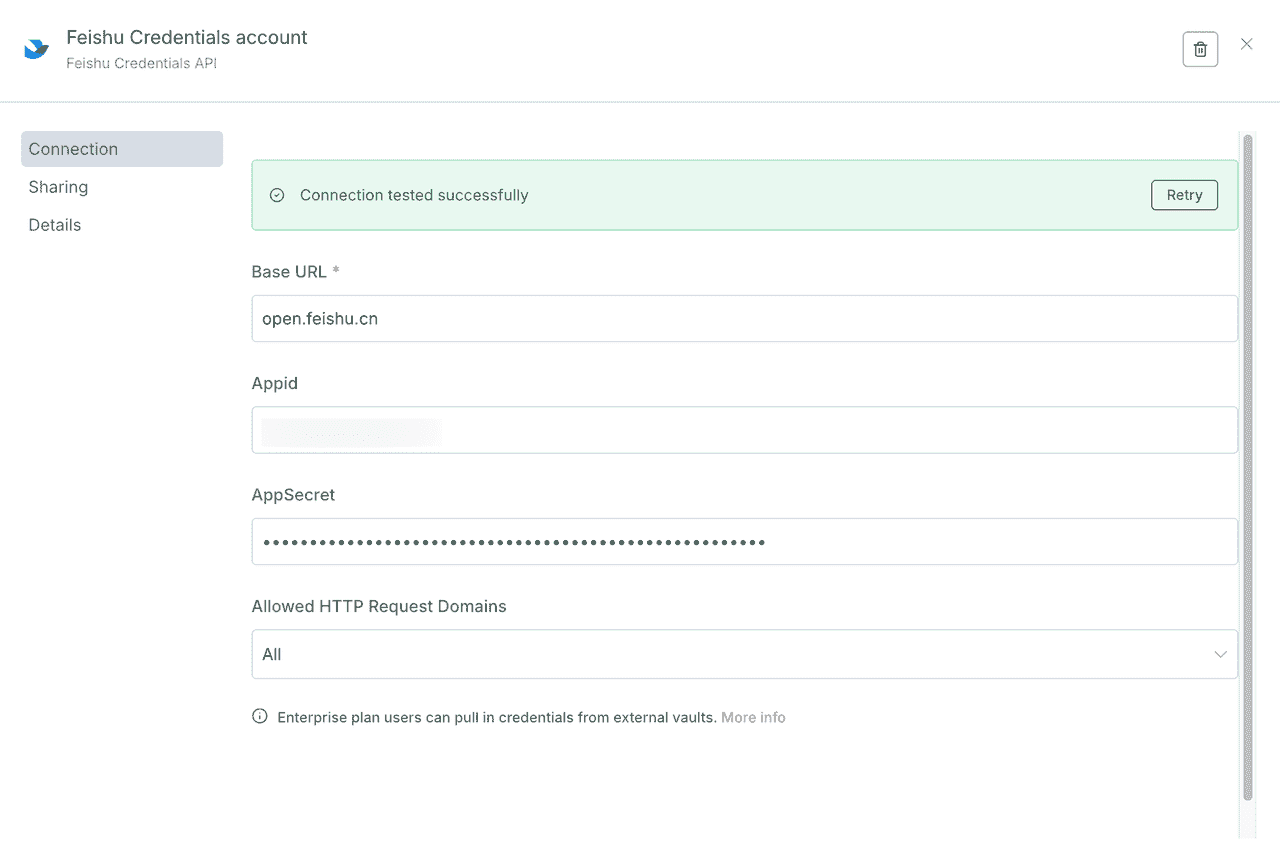 Feishu Credentials account
Feishu Credentials API
Connection
Sharing
Details
Connection tested successfully
Retry
Base URL *
open.feishu.cn
Appid
AppSecret
••••••••••••••••••••••••••••••••••••••••••••••••••••••
Allowed HTTP Request Domains
All
Enterprise plan users can pull in credentials from external vaults. More info